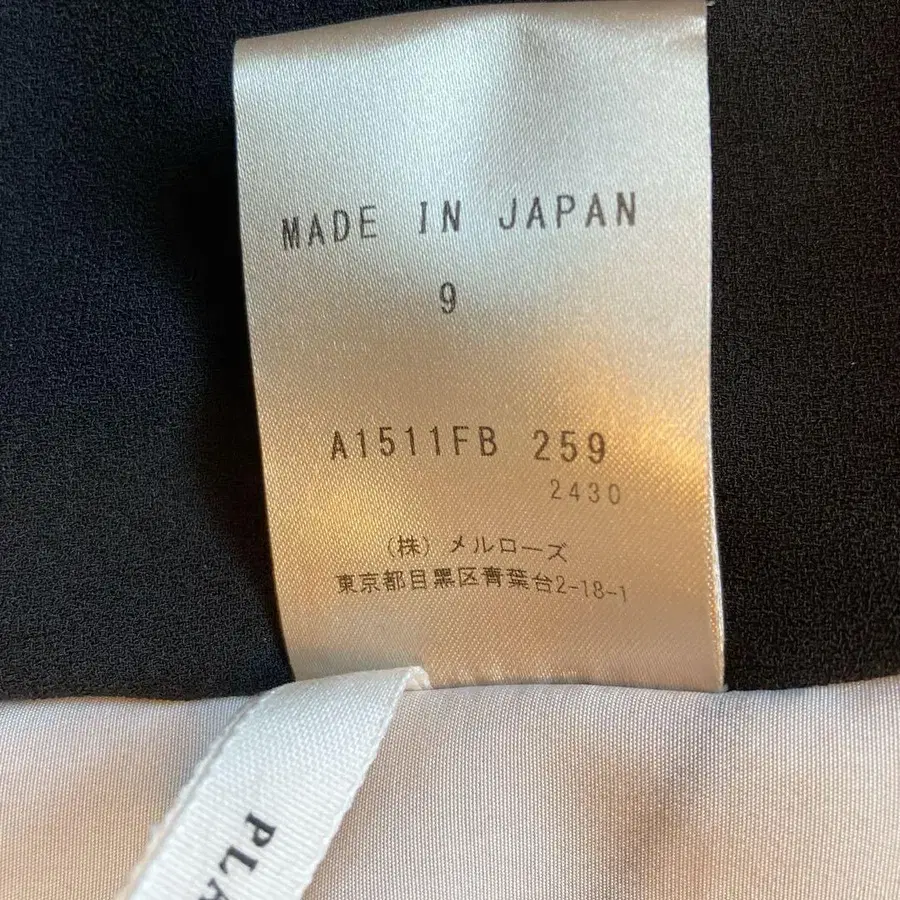 MADE IN JAPAN
9
A1511FB 259
2430
（株）メルローズ
東京都目黒区青葉台2-18-1